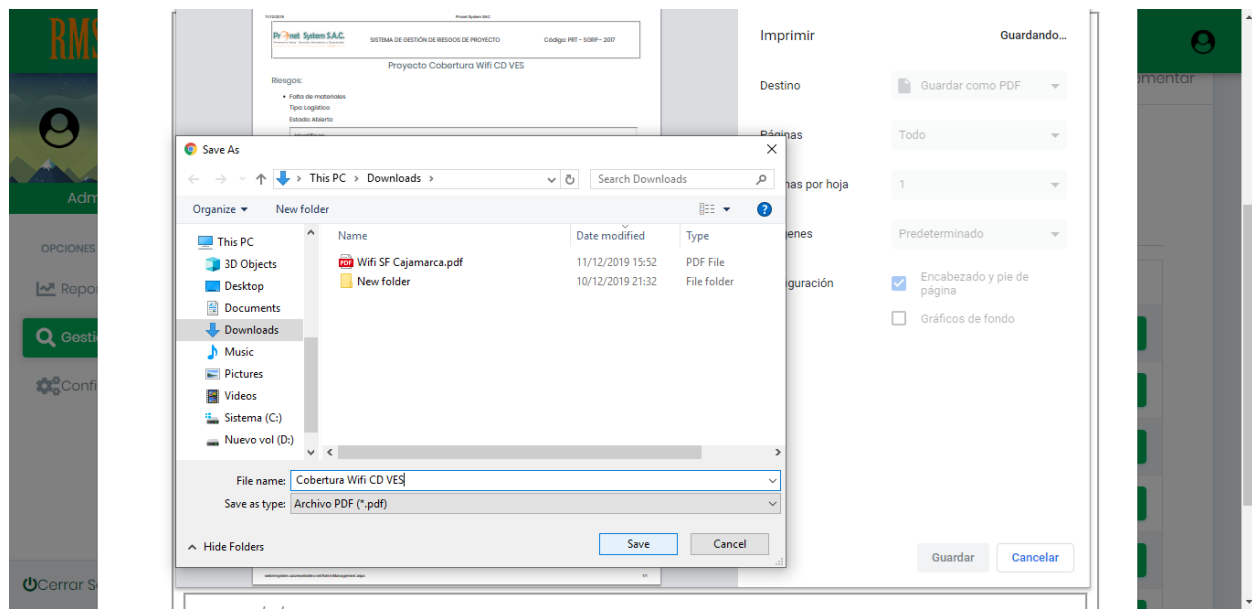 RMS
11/12/2019 Pronet System SAC
Pr net System S.A.C.
SISTEMA DE GESTIÓN DE RIESGOS DE PROYECTO
Código: PRT - SGRP - 2017
Proyecto Cobertura Wifi CD VES
Riesgos:
Falta de materiales
Tipo: Logístico
Estado: Abierto
Imprimir Guardando...
Destino Guardar como PDF
Páginas Todo
nas por hoja 1
enes Predeterminado
guración Encabezado y pie de
página
Gráficos de fondo
Guardar Cancelar
ementar
Adm
OPCIONES
Repor
Gesti
Confi
Cerrar S
Save As
This PC > Downloads >
Search Downloads
Organize New folder
Name Date modified Type
Wifi SF Cajamarca.pdf 11/12/2019 15:52 PDF File
New folder 10/12/2019 21:32 File folder
This PC
3D Objects
Desktop
Documents
Downloads
Music
Pictures
Videos
Sistema (C:)
Nuevo vol (D:)
File name: Cobertura Wifi CD VES
Save as type: Archivo PDF (*.pdf)
Hide Folders
Save Cancel
1/1